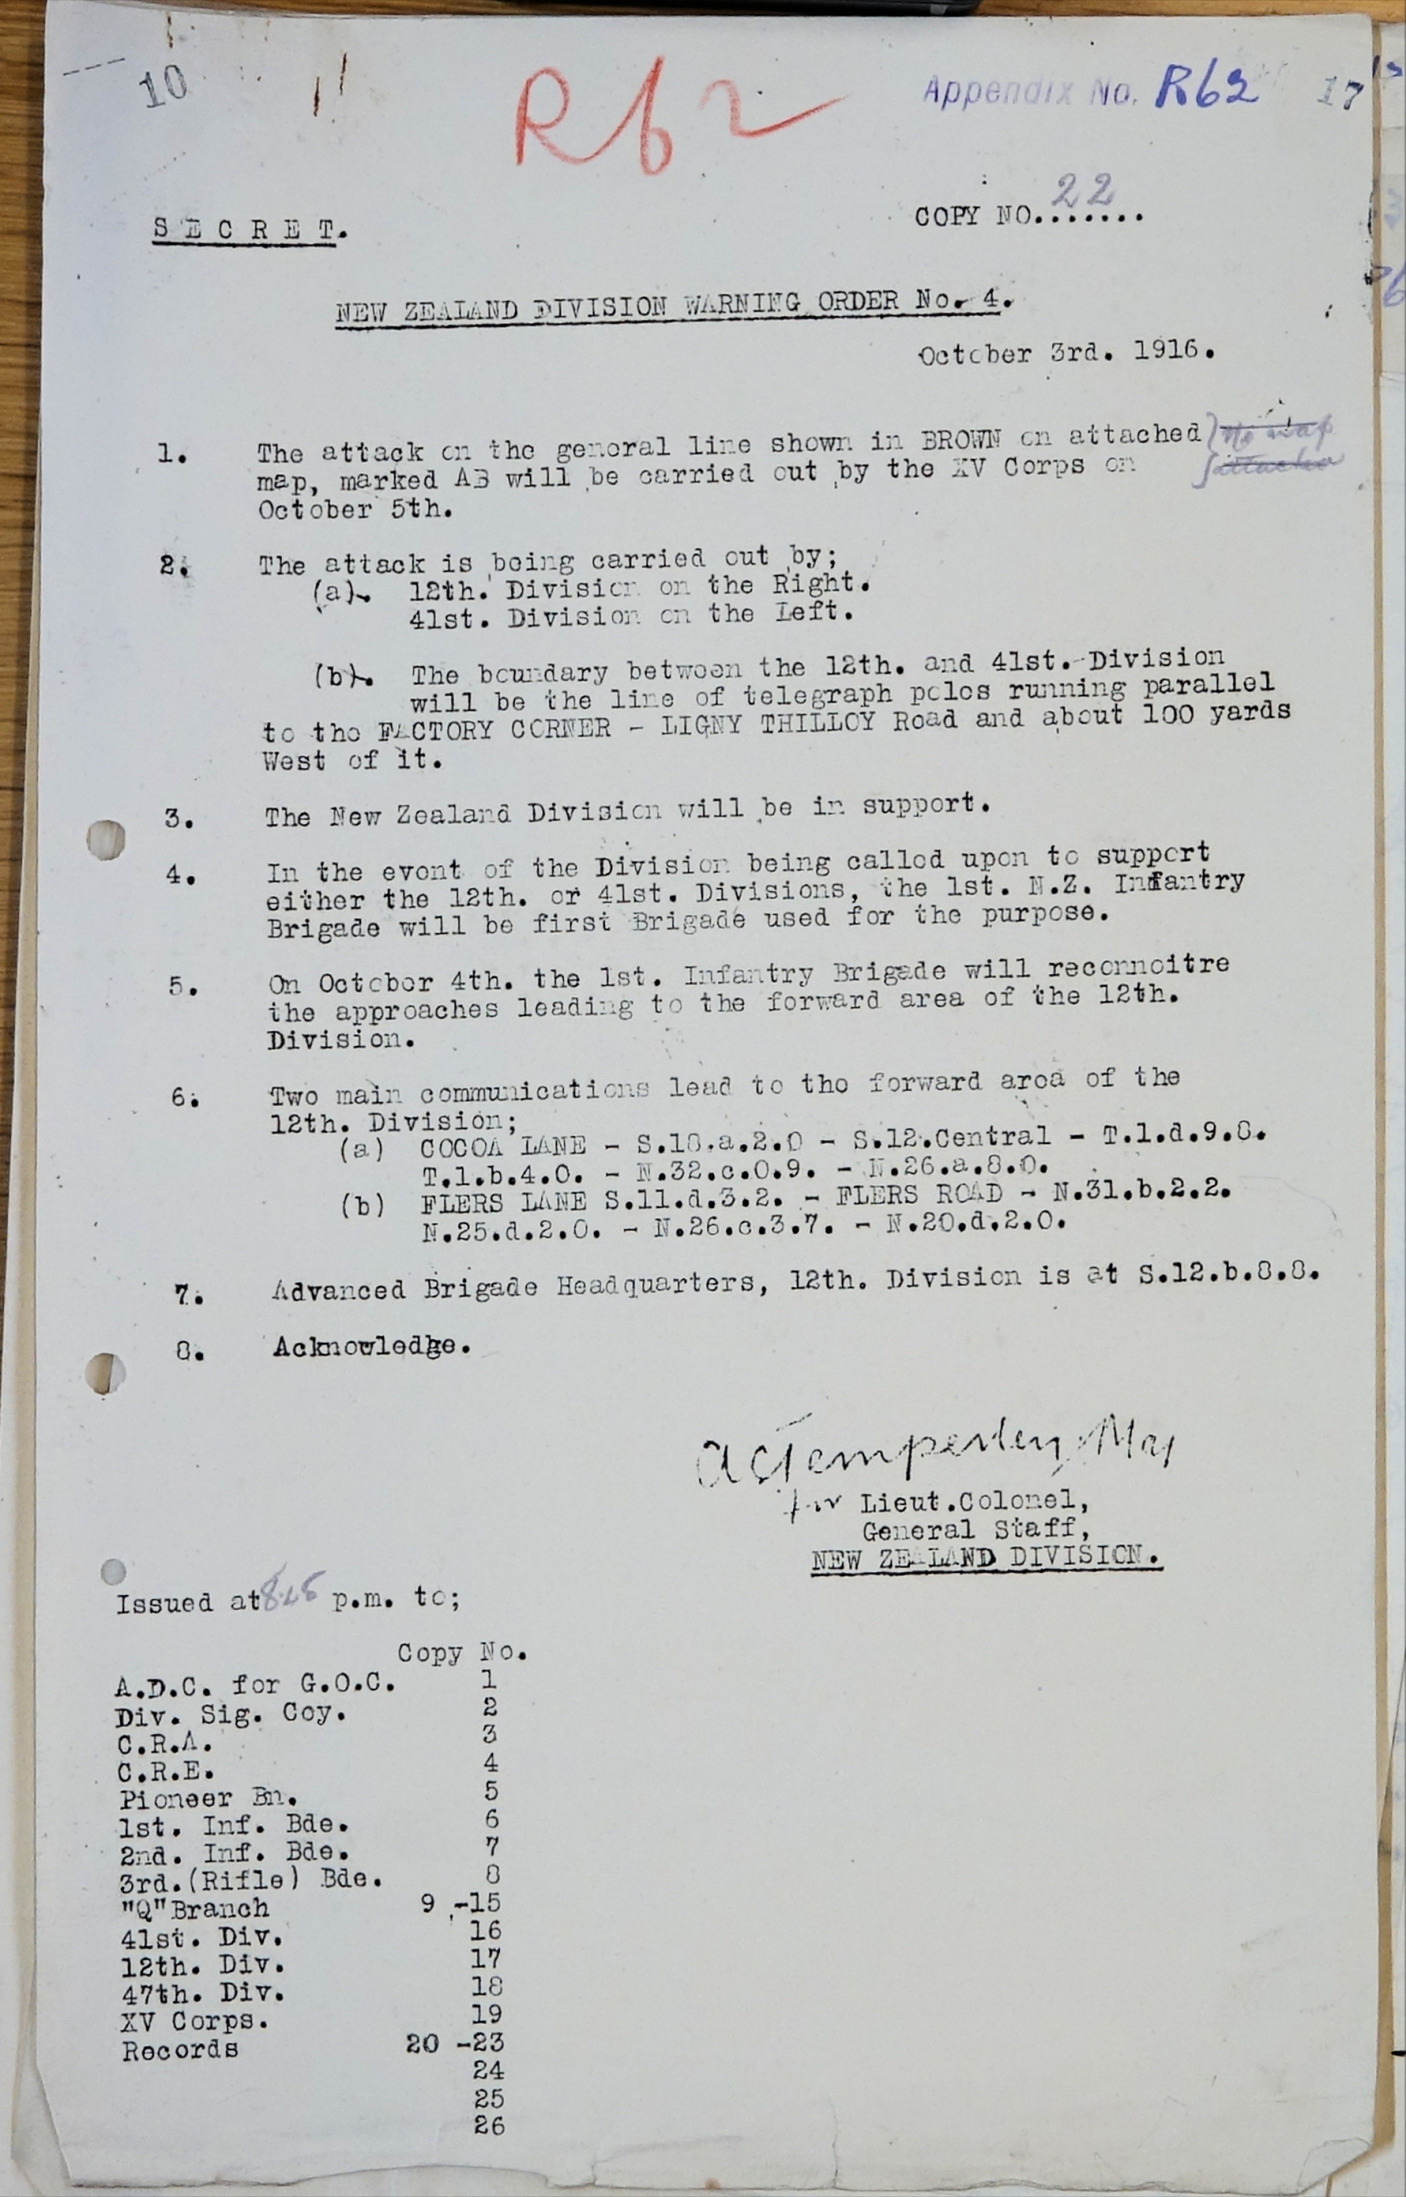 10
R62
Appendix No. R62
17
COPY NO.22......
S E C R E T.
NEW ZEALAND DIVISION WARNING ORDER No. 4.
October 3rd. 1916.
1. The attack on the general line shown in BROWN on attached No map
map, marked AB will be carried out by the XV Corps on attached
October 5th.
2. The attack is being carried out by;
(a). 12th. Division on the Right.
41st. Division on the Left.
(b). The boundary between the 12th. and 41st. Division
will be the line of telegraph poles running parallel
to the FACTORY CORNER - LIGNY THILLOY Road and about 100 yards
West of it.
3. The New Zealand Division will be in support.
4. In the event of the Division being called upon to support
either the 12th. or 41st. Divisions, the 1st. N.Z. Infantry
Brigade will be first Brigade used for the purpose.
5. On October 4th. the 1st. Infantry Brigade will reconnoitre
the approaches leading to the forward area of the 12th.
Division.
6. Two main communications lead to the forward area of the
12th. Division;
(a) COCOA LANE - S.18.a.2.0 - S.12.Central - T.1.d.9.8.
T.1.b.4.0. - N.32.c.0.9. - N.26.a.8.0.
(b) FLERS LANE S.11.d.3.2. - FLERS ROAD - N.31.b.2.2.
N.25.d.2.0. - N.26.c.3.7. - N.20.d.2.0.
7. Advanced Brigade Headquarters, 12th. Division is at S.12.b.8.8.
8. Acknowledge.
ACTemperley Maj
for Lieut.Colonel,
General Staff,
NEW ZEALAND DIVISION.
Issued at p.m. to;
Copy No.
A.D.C. for G.O.C. 1
Div. Sig. Coy. 2
C.R.A. 3
C.R.E. 4
Pioneer Bn. 5
1st. Inf. Bde. 6
2nd. Inf. Bde. 7
3rd.(Rifle) Bde. 8
"Q"Branch 9 -15
41st. Div. 16
12th. Div. 17
47th. Div. 18
XV Corps. 19
Records 20 -23
24
25
26